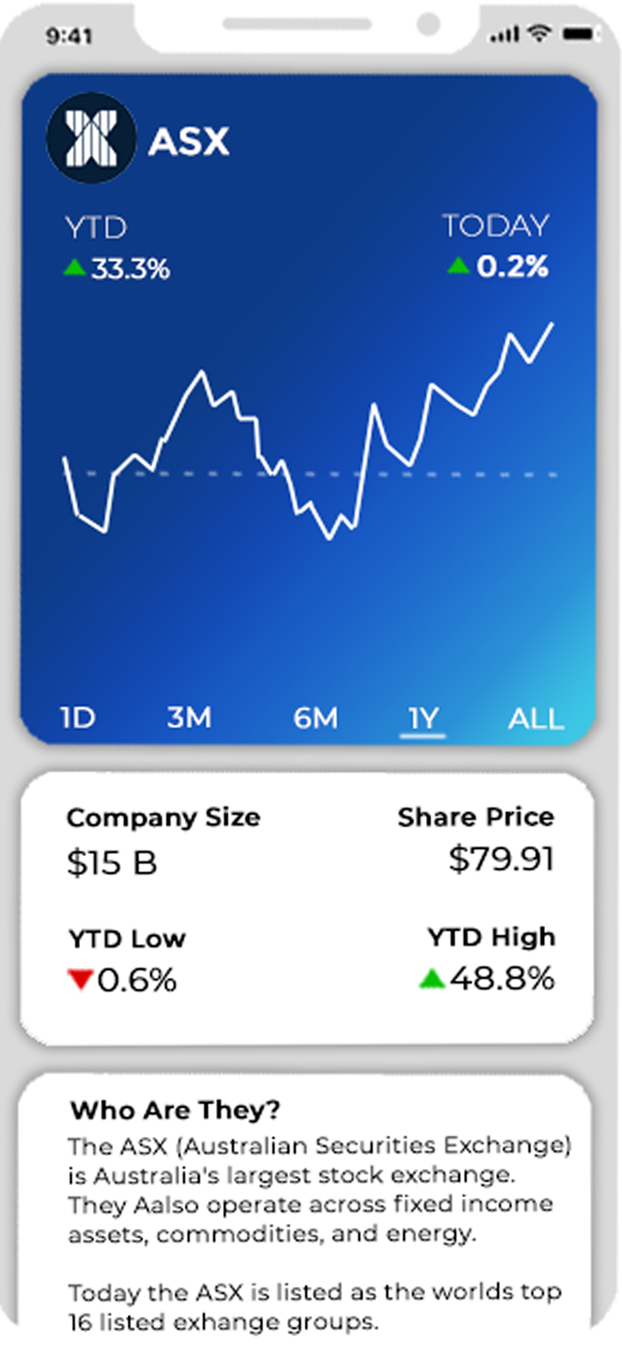 9:41
ASX
YTD TODAY
33.3% 0.2%
1D 3M 6M 1Y ALL
Company Size Share Price
$15 B $79.91
YTD Low YTD High
0.6% 48.8%
Who Are They?
The ASX (Australian Securities Exchange)
is Australia's largest stock exchange.
They Aalso operate across fixed income
assets, commodities, and energy.
Today the ASX is listed as the worlds top
16 listed exhange groups.